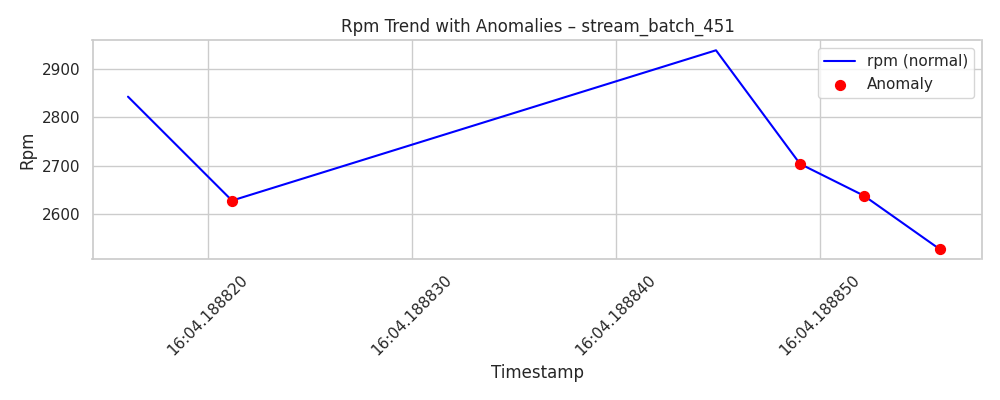 Rpm Trend with Anomalies – stream_batch_451
rpm (normal)
Anomaly
Rpm
2900
2800
2700
2600
16:04.188820
16:04.188830
16:04.188840
16:04.188850
Timestamp